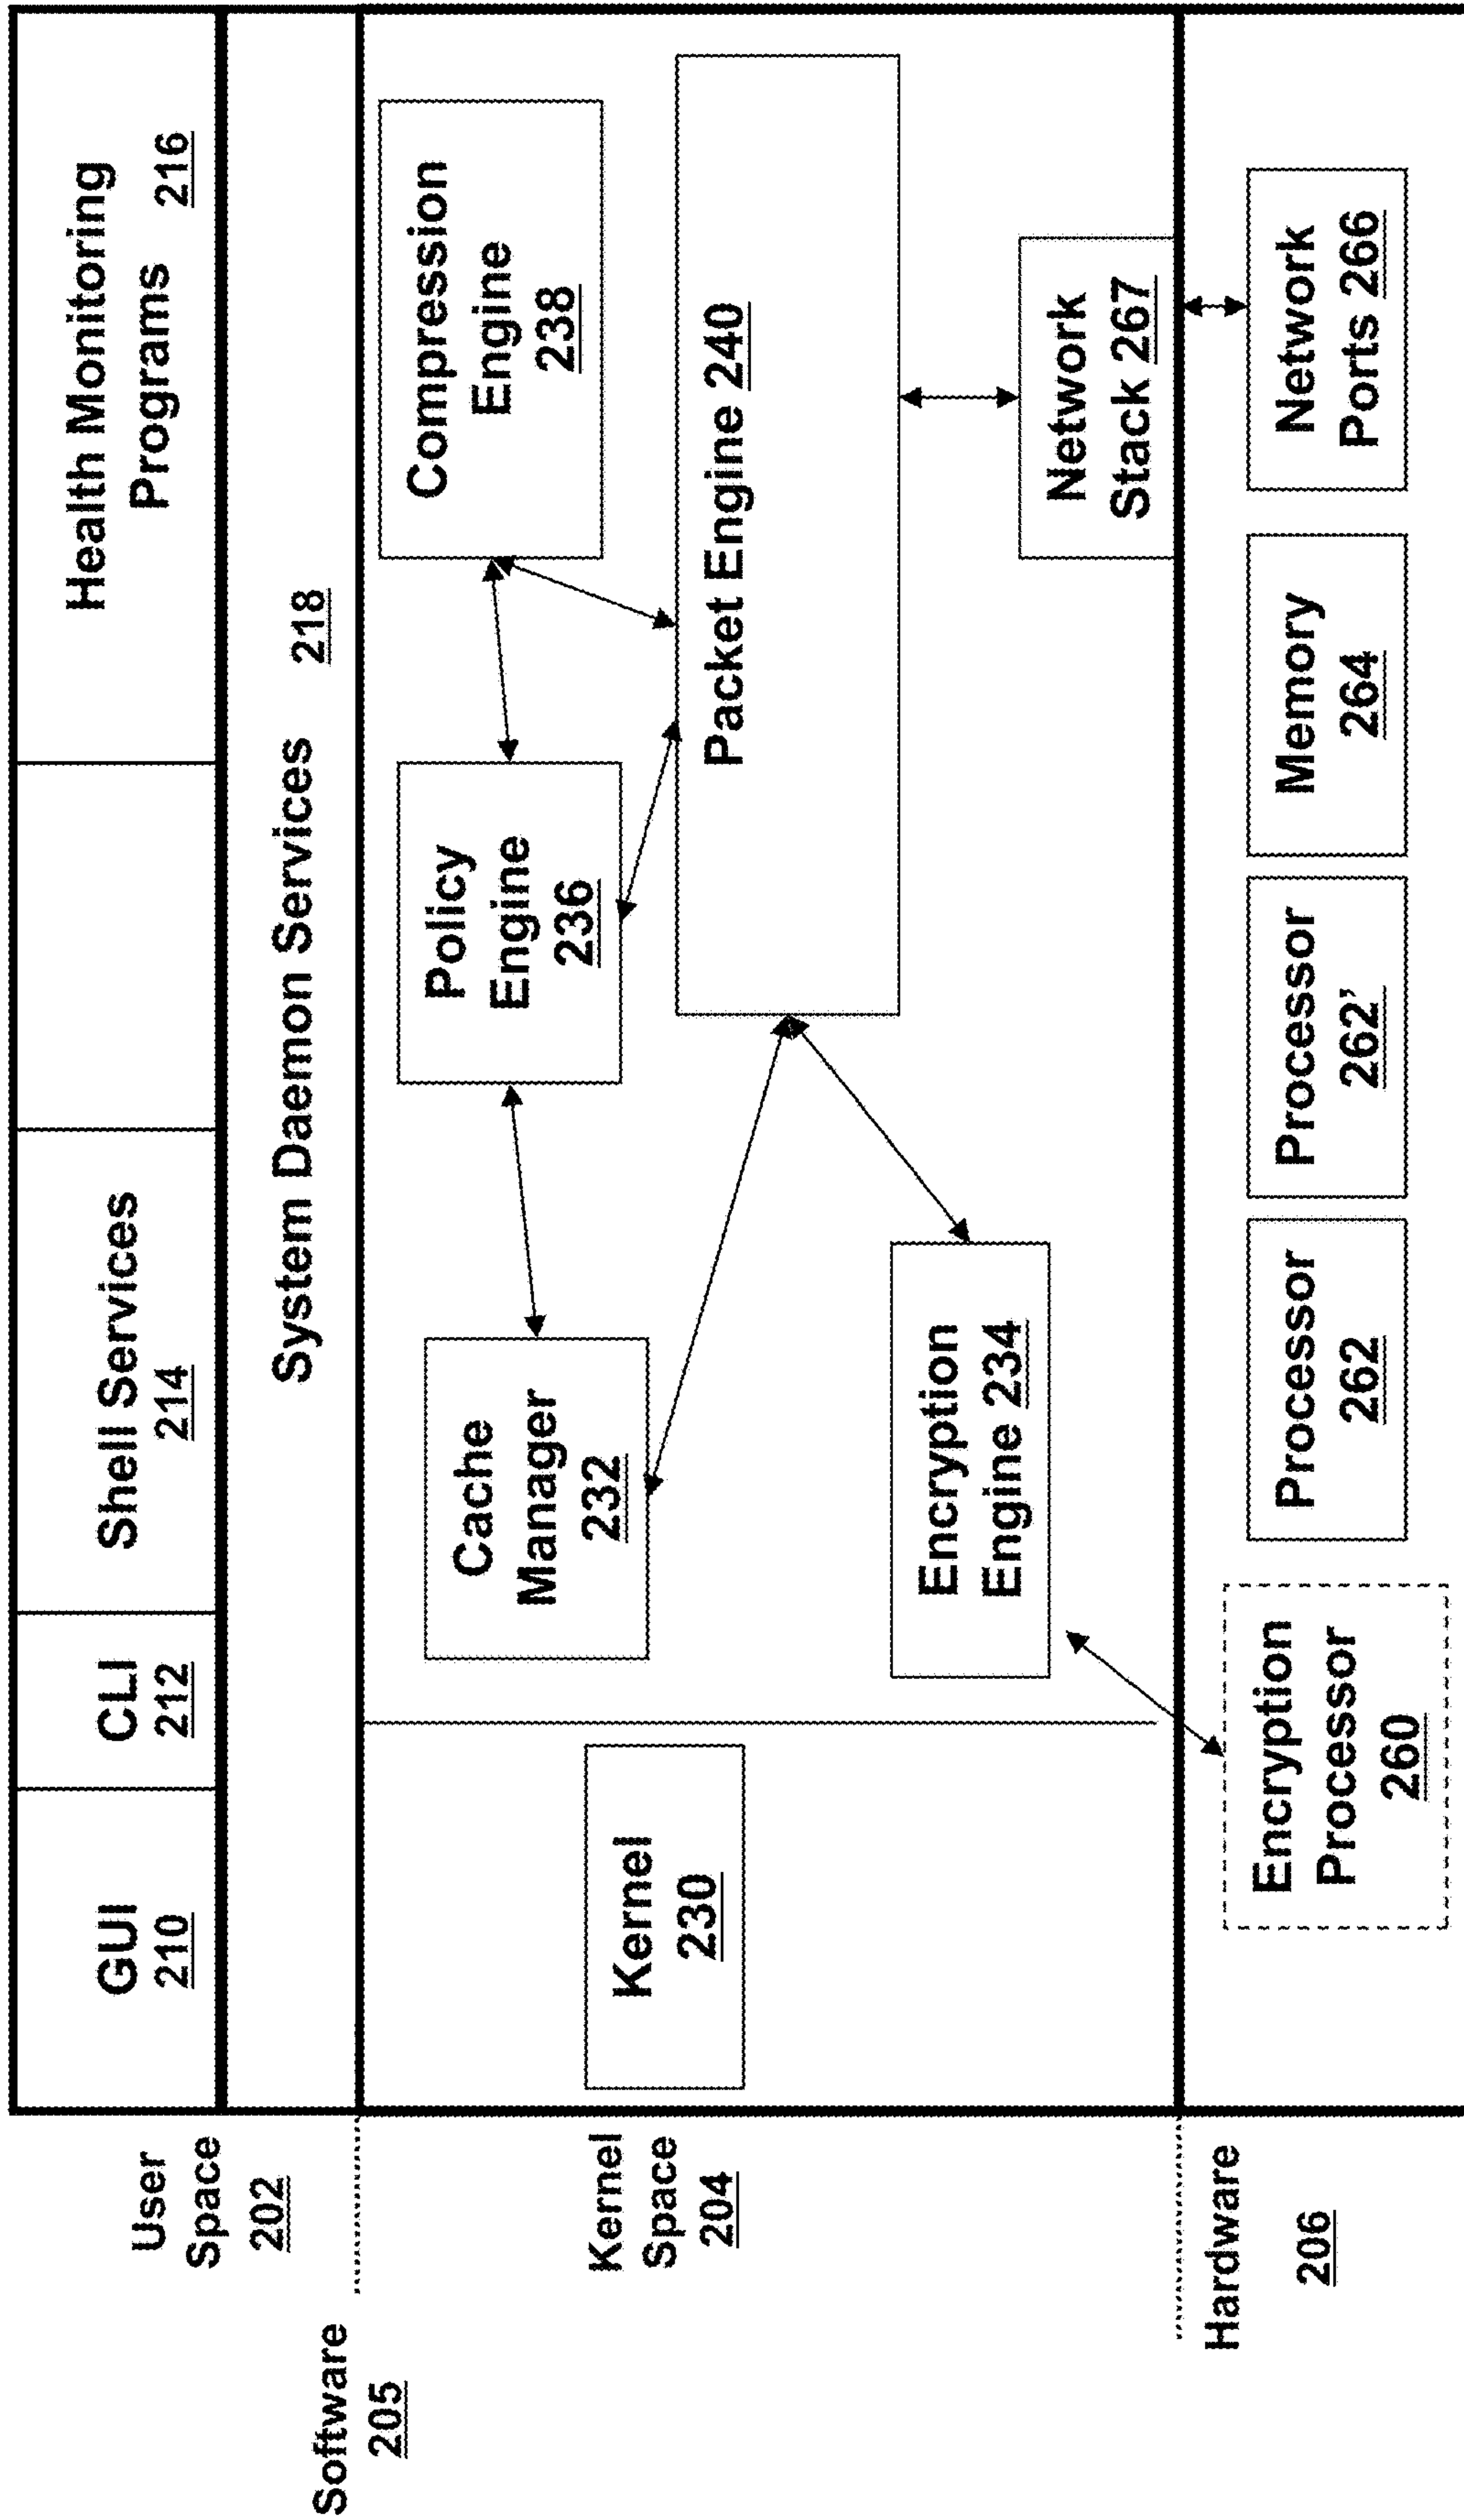 User
Space
202
Software
205
Kernel
Space
204
Hardware
206
GUI
210
CLI
212
Shell Services
214
Health Monitoring
Programs 216
System Daemon Services 218
Kernel
230
Cache
Manager
232
Policy
Engine
236
Compression
Engine
238
Packet Engine 240
Encryption
Engine 234
Network
Stack 267
Encryption
Processor
260
Processor
262
Processor
262’
Memory
264
Network
Ports 266